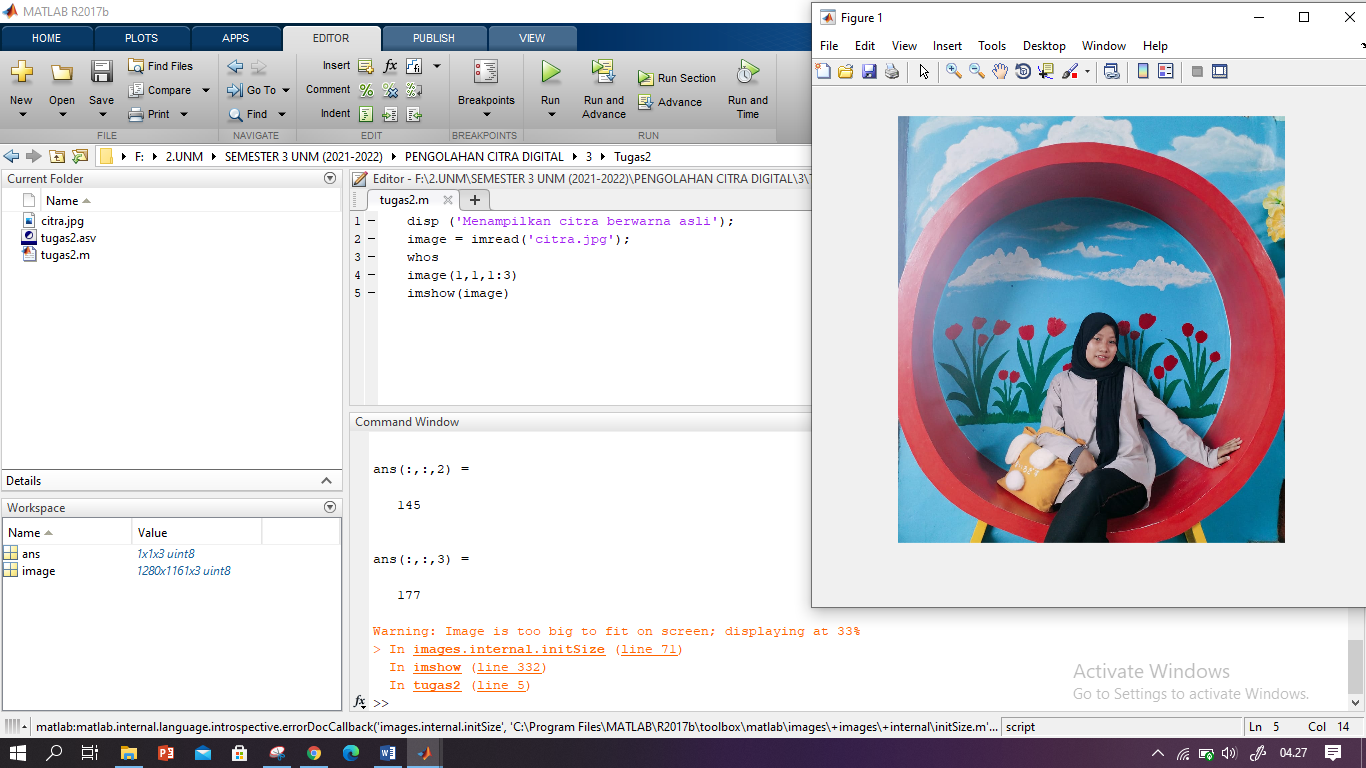 MATLAB R2017b
HOME PLOTS APPS EDITOR PUBLISH VIEW
New Open Save Find Files Compare Print
Go To Find
Insert fx
Comment
Indent
Breakpoints
Run Run and Advance Run Section Advance Run and Time
FILE NAVIGATE EDIT BREAKPOINTS RUN
F: 2.UNM SEMESTER 3 UNM (2021-2022) PENGOLAHAN CITRA DIGITAL 3 Tugas2
Current Folder
Name
citra.jpg
tugas2.asv
tugas2.m
Details
Workspace
Name Value
ans 1x1x3 uint8
image 1280x1161x3 uint8
Editor - F:\2.UNM\SEMESTER 3 UNM (2021-2022)\PENGOLAHAN CITRA DIGITAL\3\
tugas2.m
1 disp ('Menampilkan citra berwarna asli');
2 image = imread('citra.jpg');
3 whos
4 image(1,1,1:3)
5 imshow(image)
Command Window
ans(:,:,2) =
145
ans(:,:,3) =
177
Warning: Image is too big to fit on screen; displaying at 33%
> In images.internal.initSize (line 71)
In imshow (line 332)
In tugas2 (line 5)
fx >>
Figure 1
File Edit View Insert Tools Desktop Window Help
Activate Windows
Go to Settings to activate Windows.
matlab:matlab.internal.language.introspective.errorDocCallback('images.internal.initSize', 'C:\Program Files\MATLAB\R2017b\toolbox\matlab\images\+images\+internal\initSize.m'...
script
Ln 5 Col 14
04.27